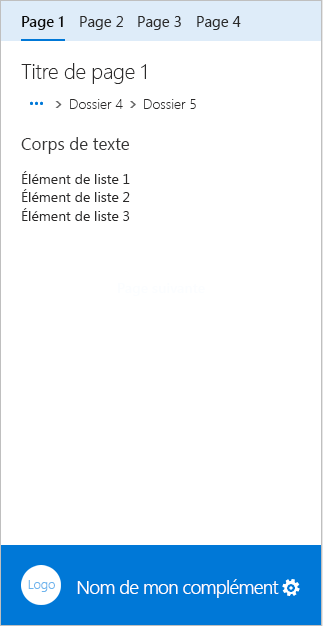 Page 1 Page 2 Page 3 Page 4
Titre de page 1
••• > Dossier 4 > Dossier 5
Corps de texte
Élément de liste 1
Élément de liste 2
Élément de liste 3
Logo Nom de mon complément